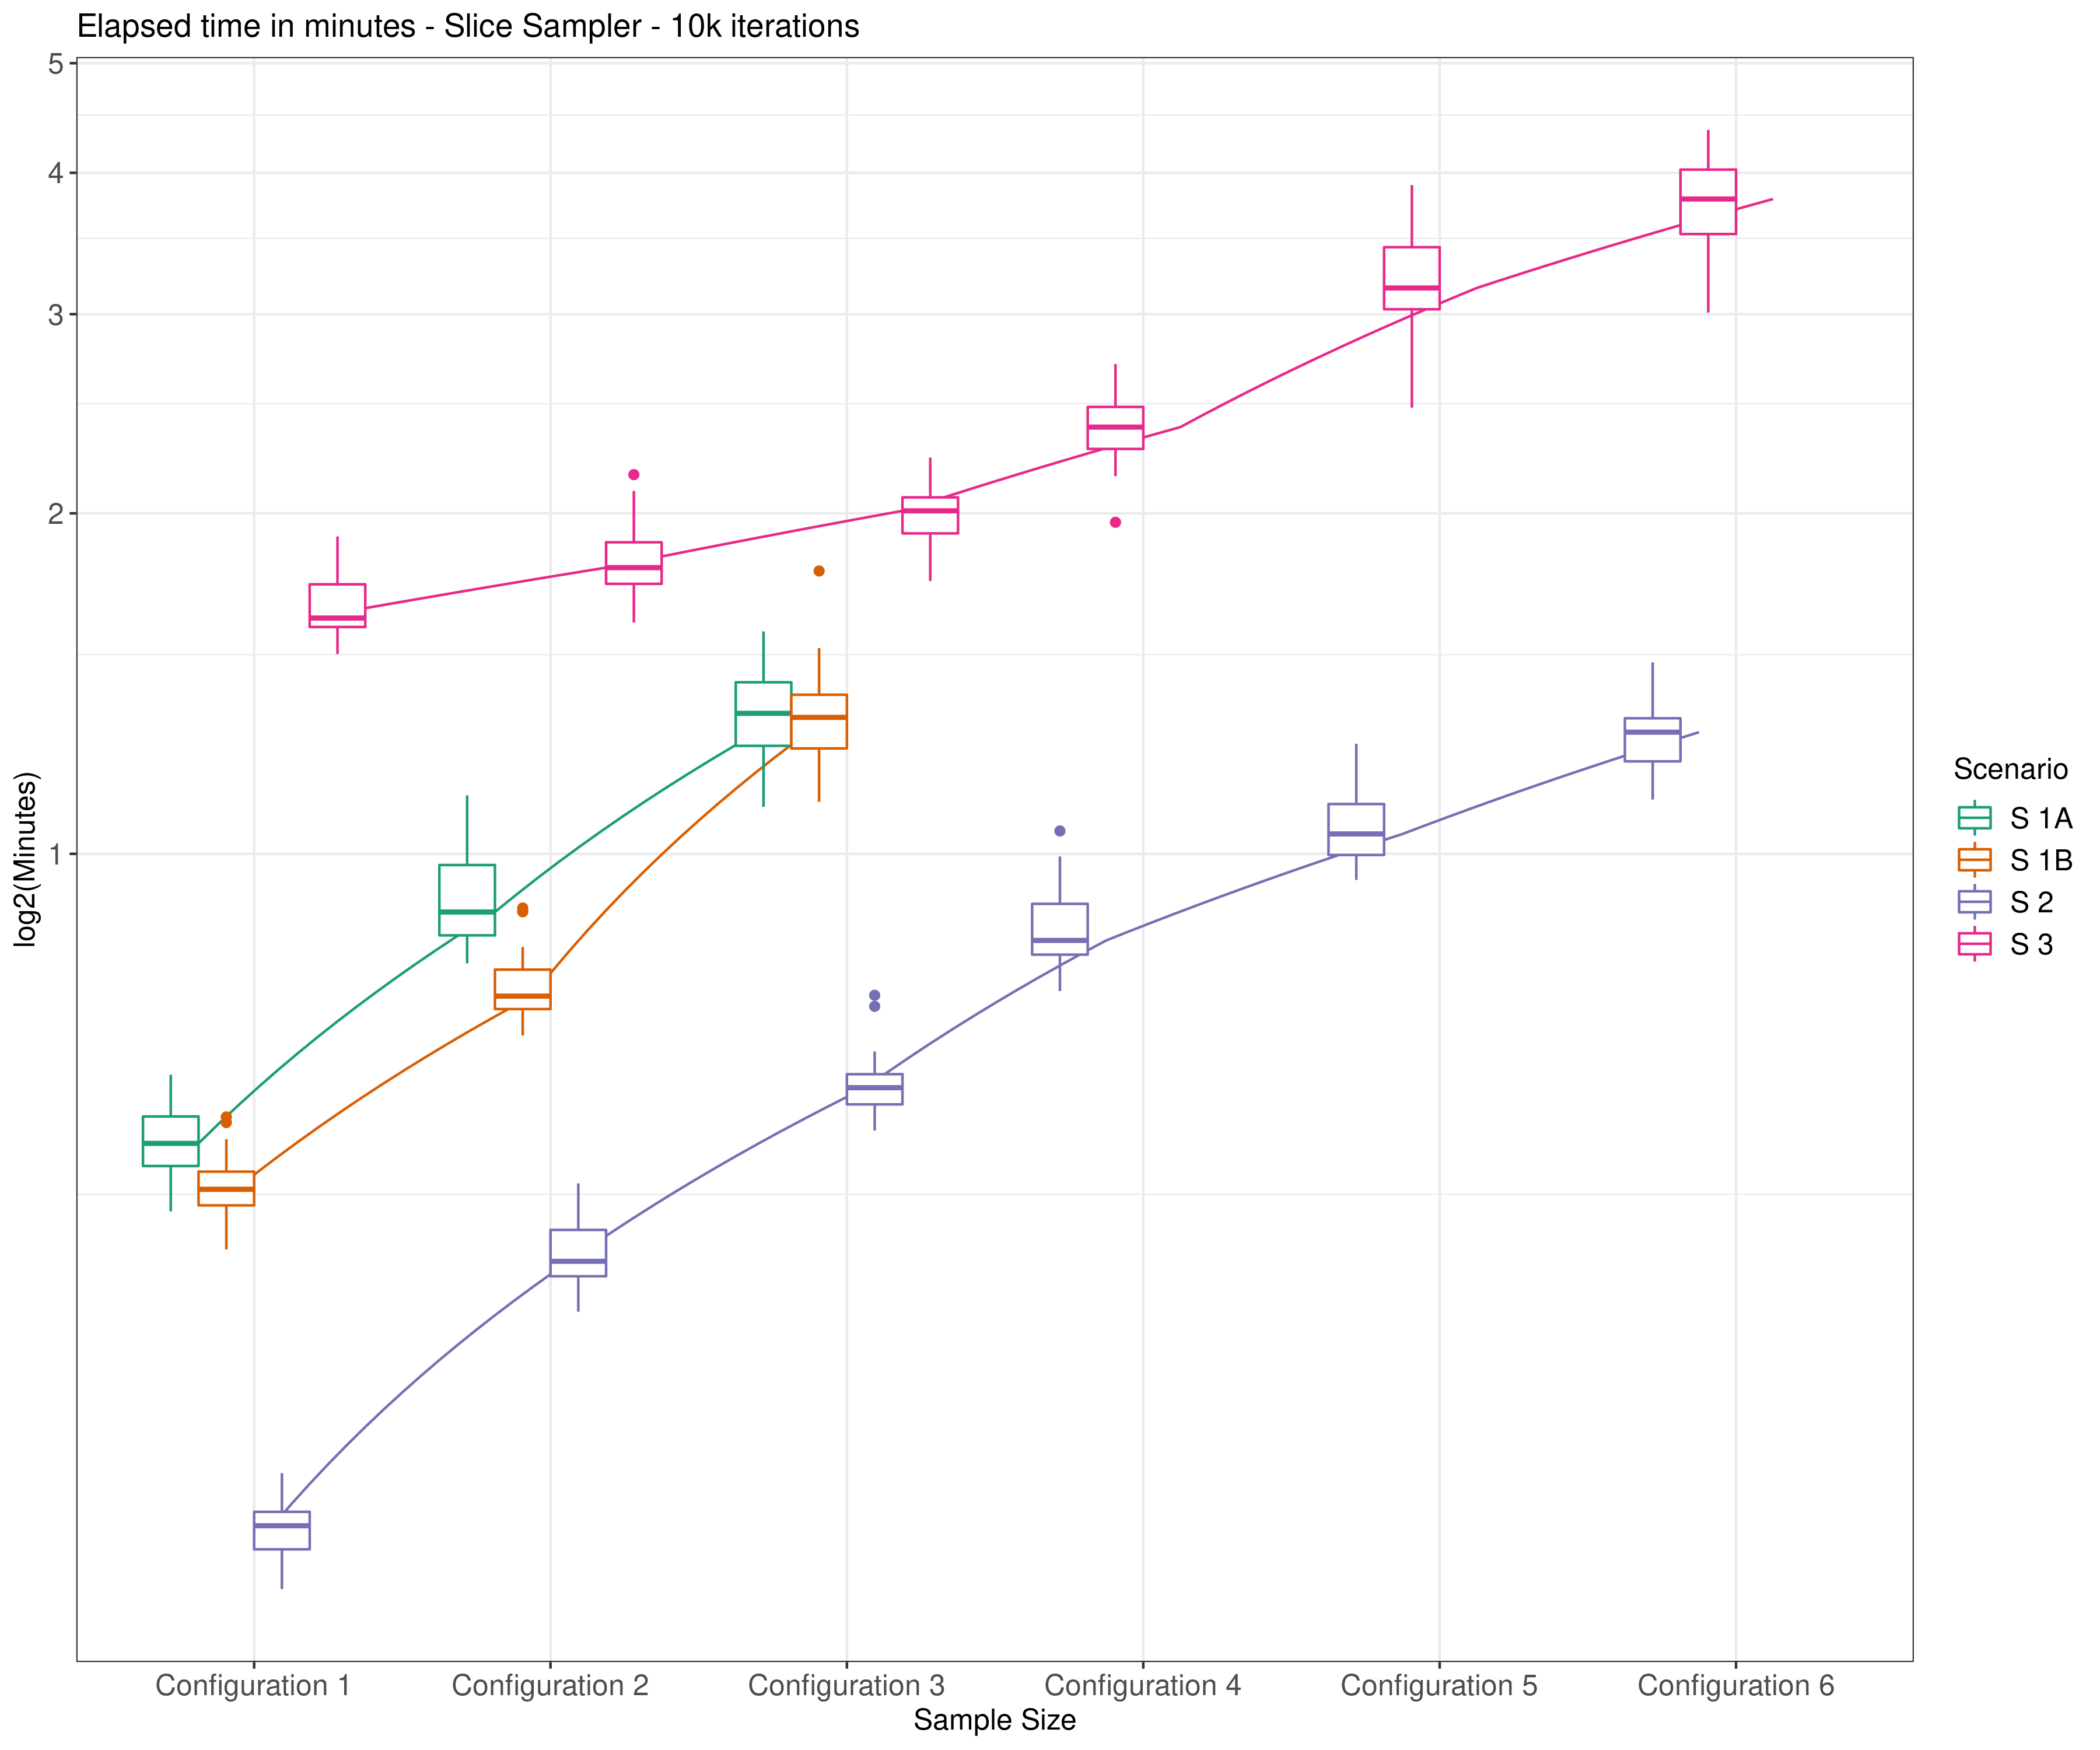 Elapsed time in minutes - Slice Sampler - 10k iterations
5
4
3
2
1
log2(Minutes)
Configuration 1
Configuration 2
Configuration 3
Configuration 4
Configuration 5
Configuration 6
Sample Size
Scenario
S 1A
S 1B
S 2
S 3